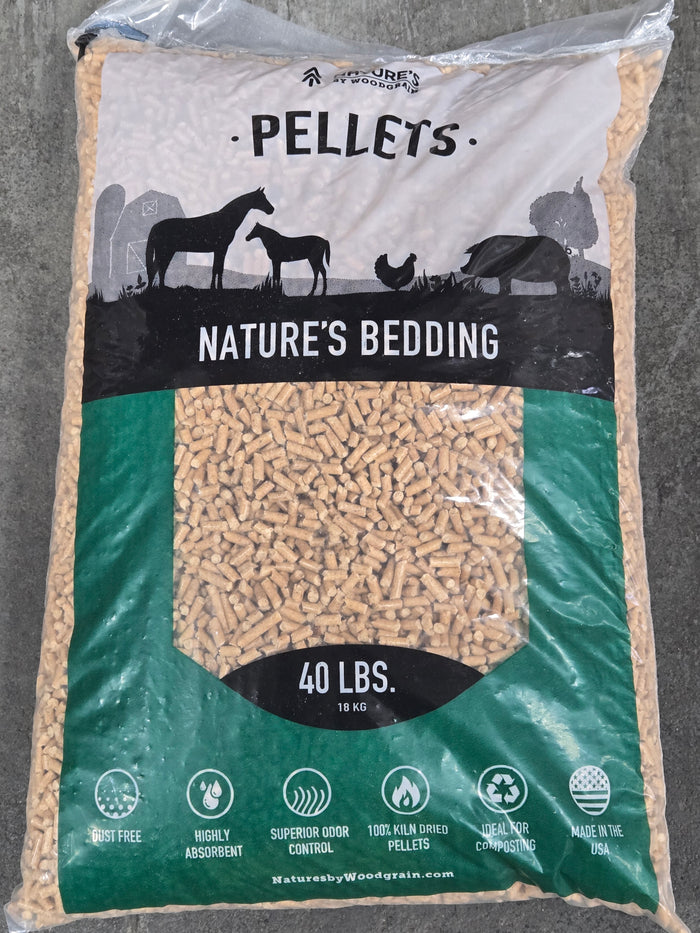 NATURE'S
BY WOODGRAIN
· PELLETS ·
NATURE'S BEDDING
40 LBS.
18 KG
DUST FREE
HIGHLY
ABSORBENT
SUPERIOR ODOR
CONTROL
100% KILN DRIED
PELLETS
IDEAL FOR
COMPOSTING
MADE IN THE
USA
NaturesbyWoodgrain.com